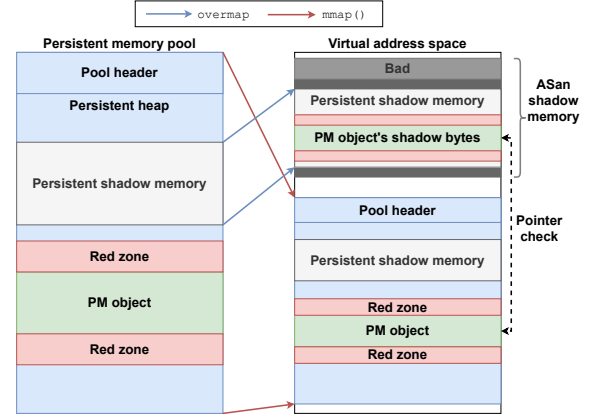 overmap mmap()
Persistent memory pool
Pool header
Persistent heap
Persistent shadow memory
Red zone
PM object
Red zone
Virtual address space
Bad
Persistent shadow memory
PM object's shadow bytes
Pool header
Persistent shadow memory
Red zone
PM object
Red zone
ASan
shadow
memory
Pointer
check